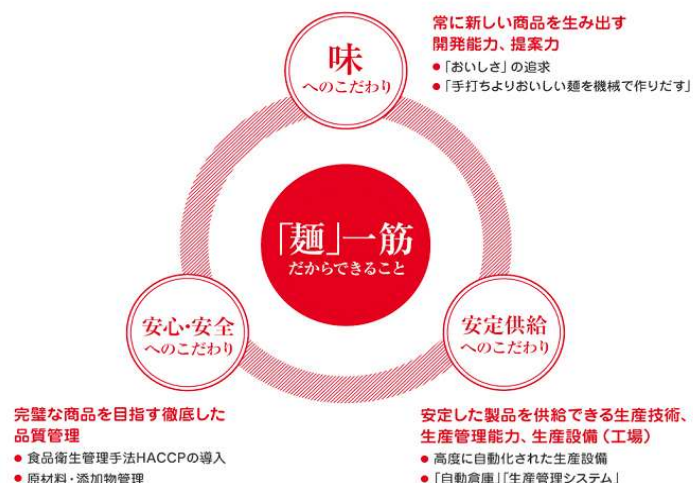 味
へのこだわり
常に新しい商品を生み出す
開発能力、提案力
● 「おいしさ」の追求
● 「手打ちよりおいしい麺を機械で作りだす」
「麺」一筋
だからできること
安心・安全
へのこだわり
安定供給
へのこだわり
完璧な商品を目指す徹底した
品質管理
● 食品衛生管理手法HACCPの導入
● 原材料・添加物管理
安定した製品を供給できる生産技術、
生産管理能力、生産設備（工場）
● 高度に自動化された生産設備
● 「自動倉庫」「生産管理システム」